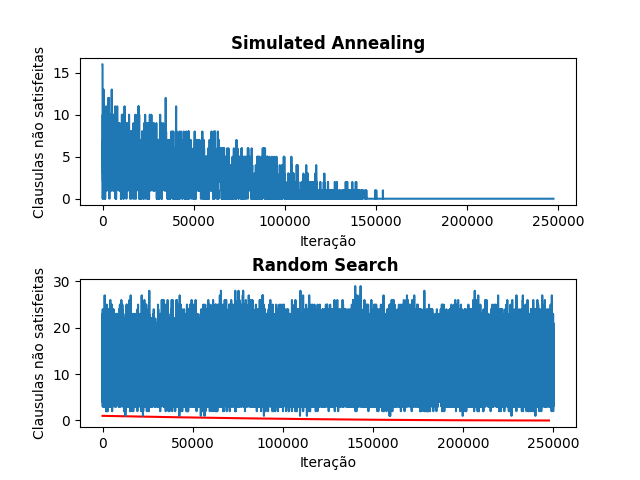 Simulated Annealing
Clausulas não satisfeitas
15
10
5
0
0 50000 100000 150000 200000 250000
Iteração
Random Search
Clausulas não satisfeitas
30
20
10
0
0 50000 100000 150000 200000 250000
Iteração